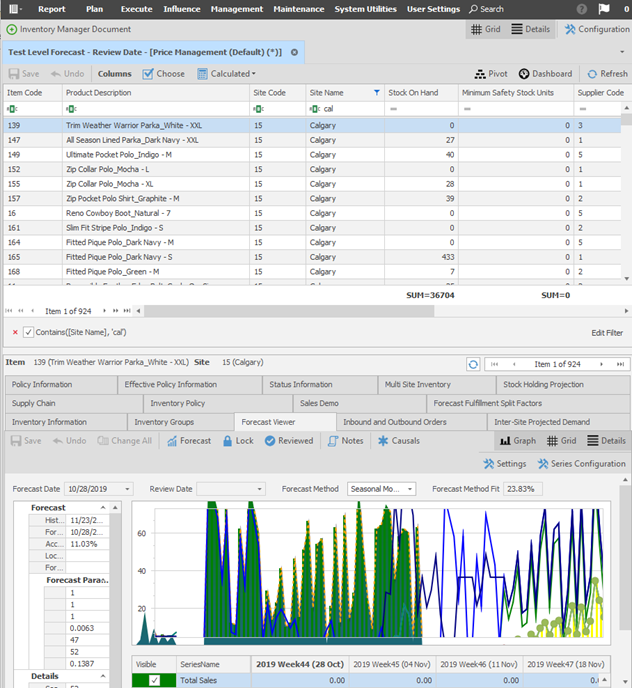 Report Plan Execute Influence Management Maintenance System Utilities User Settings Search 0
Inventory Manager Document Grid Details Configuration
Test Level Forecast - Review Date - [Price Management (Default) (*)]
Save Undo Columns Choose Calculated Pivot Dashboard Refresh
Item Code Product Description Site Code Site Name Stock On Hand Minimum Safety Stock Units Supplier Code
cal
139 Trim Weather Warrior Parka_White - XXL 15 Calgary 0 0 3
147 All Season Lined Parka_Dark Navy - XXL 15 Calgary 27 0 1
149 Ultimate Pocket Polo_Indigo - M 15 Calgary 40 0 5
152 Zip Collar Polo_Mocha - L 15 Calgary 0 0 1
155 Zip Collar Polo_Mocha - XL 15 Calgary 28 0 1
157 Zip Pocket Polo Shirt_Graphite - M 15 Calgary 39 0 2
16 Reno Cowboy Boot_Natural - 7 15 Calgary 0 0 5
161 Slim Fit Stripe Polo_Indigo - S 15 Calgary 0 0 2
164 Fitted Pique Polo_Dark Navy - M 15 Calgary 0 0 5
165 Fitted Pique Polo_Dark Navy - S 15 Calgary 433 0 1
168 Fitted Pique Polo_Green - M 15 Calgary 7 0 2
SUM=36704 SUM=0
Item 1 of 924
Contains([Site Name], 'cal') Edit Filter
Item 139 (Trim Weather Warrior Parka_White - XXL) Site 15 (Calgary) Item 1 of 924
Policy Information Effective Policy Information Status Information Multi Site Inventory Stock Holding Projection
Supply Chain Inventory Policy Sales Demo Forecast Fulfillment Split Factors
Inventory Information Inventory Groups Forecast Viewer Inbound and Outbound Orders Inter-Site Projected Demand
Save Undo Change All Forecast Lock Reviewed Notes Causals Graph Grid Details
Settings Series Configuration
Forecast Date 10/28/2019 Review Date Forecast Method Seasonal Mo... Forecast Method Fit 23.83%
Forecast
Hist... 11/23/2...
For... 10/28/2...
Acc... 11.03%
Loc...
For...
Forecast Para...
1
1
1
0.0063
47
52
0.1387
Details
60
40
20
Visible SeriesName 2019 Week44 (28 Oct) 2019 Week45 (04 Nov) 2019 Week46 (11 Nov) 2019 Week47 (18 Nov)
Total Sales 0.00 0.00 0.00 0.